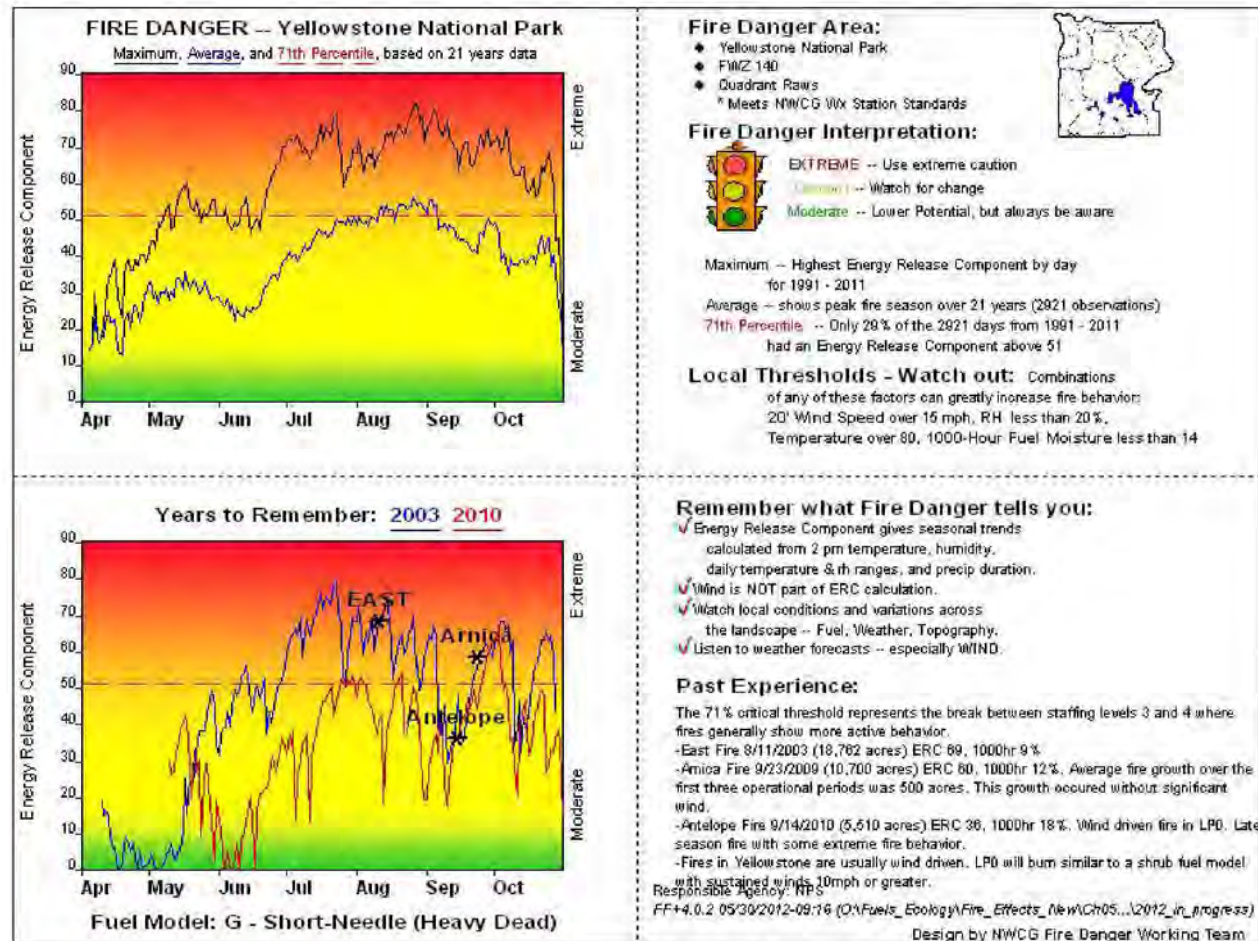 FIRE DANGER -- Yellowstone National Park
Maximum, Average, and 71th Percentile, based on 21 years data
Energy Release Component
90
80
70
60
50
40
30
20
10
0
Apr May Jun Jul Aug Sep Oct
Extreme
Moderate
Fire Danger Area:
Yellowstone National Park
FWZ 140
Quadrant Raws
* Meets NWCG Wx Station Standards
Fire Danger Interpretation:
EXTREME -- Use extreme caution
-- Watch for change
Moderate -- Lower Potential, but always be aware
Maximum -- Highest Energy Release Component by day
for 1991 - 2011
Average -- shows peak fire season over 21 years (2921 observations)
71th Percentile -- Only 29% of the 2921 days from 1991 - 2011
had an Energy Release Component above 51
Local Thresholds - Watch out: Combinations
of any of these factors can greatly increase fire behavior:
20' Wind Speed over 15 mph, RH less than 20%,
Temperature over 80, 1000-Hour Fuel Moisture less than 14
Years to Remember: 2003 2010
Energy Release Component
90
80
70
60
50
40
30
20
10
0
Apr May Jun Jul Aug Sep Oct
Extreme
Moderate
EAST
Arnica
Antelope
Fuel Model: G - Short-Needle (Heavy Dead)
Remember what Fire Danger tells you:
Energy Release Component gives seasonal trends
calculated from 2 pm temperature, humidity,
daily temperature & rh ranges, and precip duration.
Wind is NOT part of ERC calculation.
Watch local conditions and variations across
the landscape -- Fuel, Weather, Topography.
Listen to weather forecasts -- especially WIND.
Past Experience:
The 71% critical threshold represents the break between staffing levels 3 and 4 where
fires generally show more active behavior.
-East Fire 8/11/2003 (18,762 acres) ERC 69, 1000hr 9%
-Arnica Fire 9/23/2009 (10,700 acres) ERC 60, 1000hr 12%. Average fire growth over the
first three operational periods was 500 acres. This growth occured without significant
wind.
-Antelope Fire 9/14/2010 (5,510 acres) ERC 36, 1000hr 18%. Wind driven fire in LP0. Late
season fire with some extreme fire behavior.
-Fires in Yellowstone are usually wind driven. LP0 will burn similar to a shrub fuel model
with sustained winds 10mph or greater.
Responsible Agency: NPS
FF+4.0.2 05/30/2012-09:16 (O:\Fuels_Ecology\Fire_Effects_New\Ch05...\2012_in_progress)
Design by NWCG Fire Danger Working Team